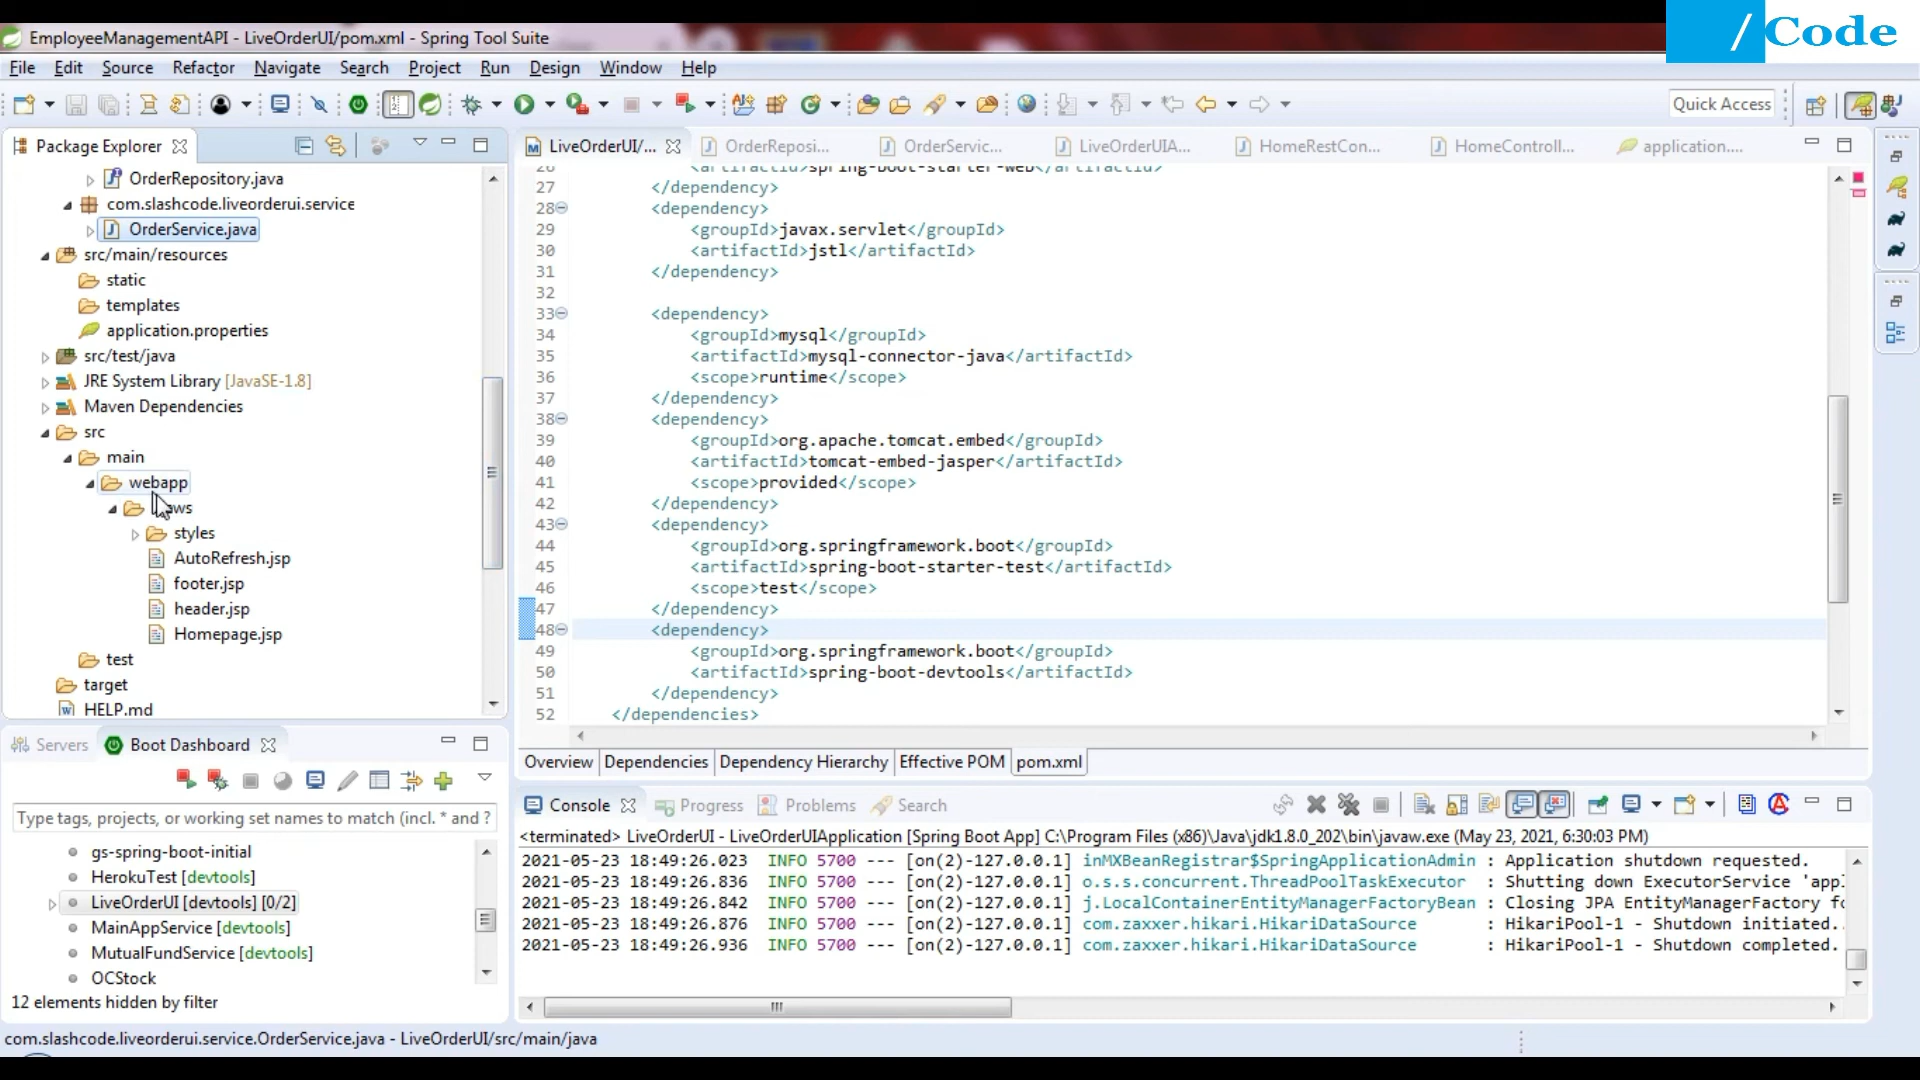 /Code
EmployeeManagementAPI - LiveOrderUI/pom.xml - Spring Tool Suite
File Edit Source Refactor Navigate Search Project Run Design Window Help
Quick Access
Package Explorer
OrderRepository.java
com.slashcode.liveorderui.service
OrderService.java
src/main/resources
static
templates
application.properties
src/test/java
JRE System Library [JavaSE-1.8]
Maven Dependencies
src
main
webapp
styles
AutoRefresh.jsp
footer.jsp
header.jsp
Homepage.jsp
test
target
HELP.md
LiveOrderUI/... OrderReposi... OrderServic... LiveOrderUIA... HomeRestCon... HomeControll... application....
26 <artifactId>spring-boot-starter-web</artifactId>
27 </dependency>
28 <dependency>
29 <groupId>javax.servlet</groupId>
30 <artifactId>jstl</artifactId>
31 </dependency>
32
33 <dependency>
34 <groupId>mysql</groupId>
35 <artifactId>mysql-connector-java</artifactId>
36 <scope>runtime</scope>
37 </dependency>
38 <dependency>
39 <groupId>org.apache.tomcat.embed</groupId>
40 <artifactId>tomcat-embed-jasper</artifactId>
41 <scope>provided</scope>
42 </dependency>
43 <dependency>
44 <groupId>org.springframework.boot</groupId>
45 <artifactId>spring-boot-starter-test</artifactId>
46 <scope>test</scope>
47 </dependency>
48 <dependency>
49 <groupId>org.springframework.boot</groupId>
50 <artifactId>spring-boot-devtools</artifactId>
51 </dependency>
52 </dependencies>
Overview Dependencies Dependency Hierarchy Effective POM pom.xml
Servers Boot Dashboard
Type tags, projects, or working set names to match (incl. * and ?
gs-spring-boot-initial
HerokuTest [devtools]
LiveOrderUI [devtools] [0/2]
MainAppService [devtools]
MutualFundService [devtools]
OCStock
12 elements hidden by filter
Console Progress Problems Search
<terminated> LiveOrderUI - LiveOrderUIApplication [Spring Boot App] C:\Program Files (x86)\Java\jdk1.8.0_202\bin\javaw.exe (May 23, 2021, 6:30:03 PM)
2021-05-23 18:49:26.023 INFO 5700 --- [on(2)-127.0.0.1] inMXBeanRegistrar$SpringApplicationAdmin : Application shutdown requested.
2021-05-23 18:49:26.836 INFO 5700 --- [on(2)-127.0.0.1] o.s.s.concurrent.ThreadPoolTaskExecutor : Shutting down ExecutorService 'appl
2021-05-23 18:49:26.842 INFO 5700 --- [on(2)-127.0.0.1] j.LocalContainerEntityManagerFactoryBean : Closing JPA EntityManagerFactory fo
2021-05-23 18:49:26.876 INFO 5700 --- [on(2)-127.0.0.1] com.zaxxer.hikari.HikariDataSource : HikariPool-1 - Shutdown initiated..
2021-05-23 18:49:26.936 INFO 5700 --- [on(2)-127.0.0.1] com.zaxxer.hikari.HikariDataSource : HikariPool-1 - Shutdown completed.
com.slashcode.liveorderui.service.OrderService.java - LiveOrderUI/src/main/java